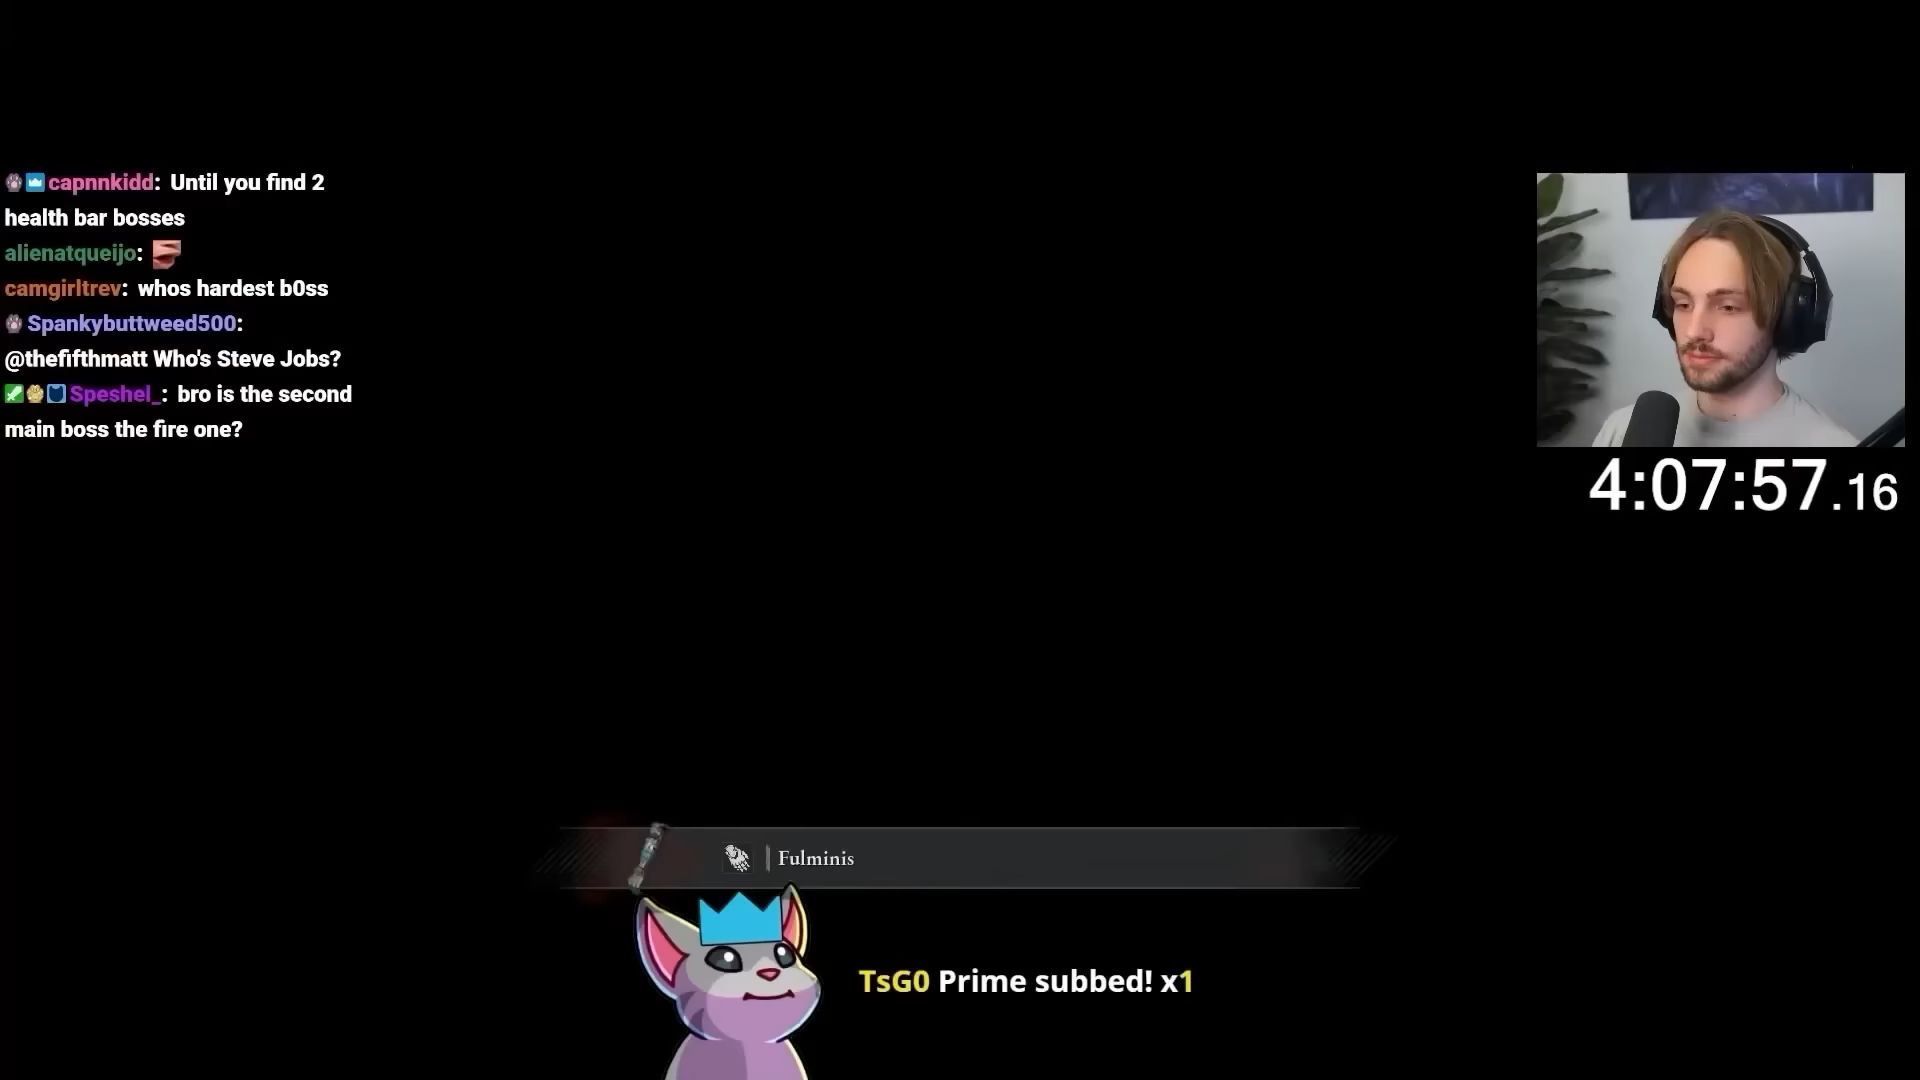 capnnkidd: Until you find 2
health bar bosses
alienatqueijo:
camgirltrev: whos hardest b0ss
Spankybuttweed500:
@thefifthmatt Who's Steve Jobs?
Speshel_: bro is the second
main boss the fire one?
4:07:57.16
Fulminis
TsG0 Prime subbed! x1